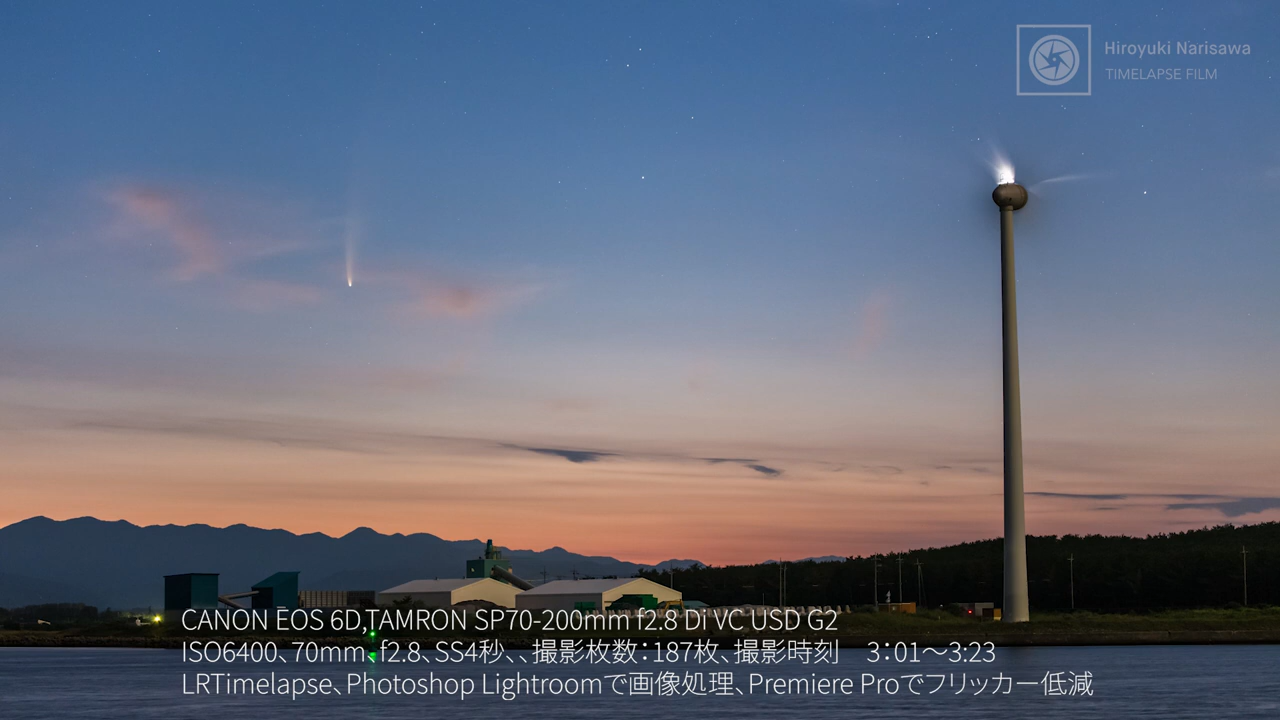 Hiroyuki Narisawa
TIMELAPSE FILM
CANON EOS 6D,TAMRON SP70-200mm f2.8 Di VC USD G2
ISO6400、70mm、f2.8、SS4秒、、撮影枚数：187枚、撮影時刻　3：01～3:23
LRTimelapse、Photoshop Lightroomで画像処理、Premiere Proでフリッカー低減